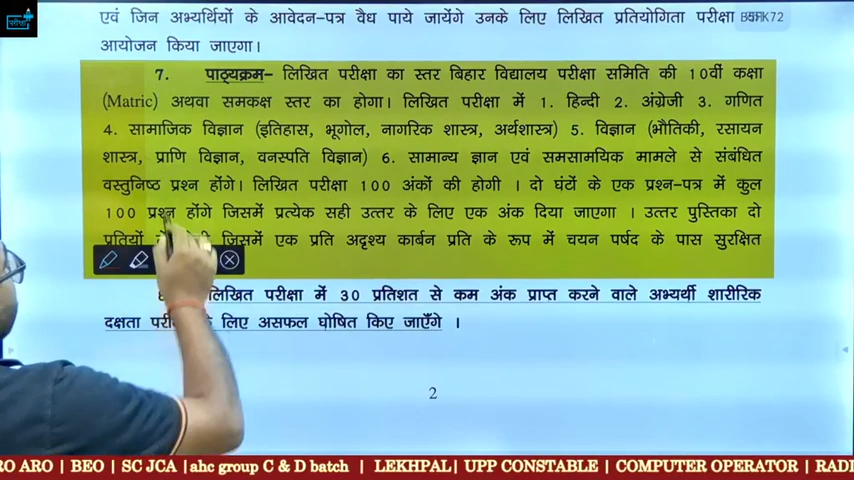 परीक्षा
एवं जिन अभ्यर्थियों के आवेदन-पत्र वैध पाये जायेंगे उनके लिए लिखित प्रतियोगिता परीक्षा
आयोजन किया जाएगा।
7. पाठ्यक्रम- लिखित परीक्षा का स्तर बिहार विद्यालय परीक्षा समिति की 10वीं कक्षा
(Matric) अथवा समकक्ष स्तर का होगा। लिखित परीक्षा में 1. हिन्दी 2. अंग्रेजी 3. गणित
4. सामाजिक विज्ञान (इतिहास, भूगोल, नागरिक शास्त्र, अर्थशास्त्र) 5. विज्ञान (भौतिकी, रसायन
शास्त्र, प्राणि विज्ञान, वनस्पति विज्ञान) 6. सामान्य ज्ञान एवं समसामयिक मामले से संबंधित
वस्तुनिष्ठ प्रश्न होंगे। लिखित परीक्षा 100 अंकों की होगी । दो घंटों के एक प्रश्न-पत्र में कुल
100 प्रश्न होंगे जिसमें प्रत्येक सही उत्तर के लिए एक अंक दिया जाएगा । उत्तर पुस्तिका दो
प्रतियों जिसमें एक प्रति अदृश्य कार्बन प्रति के रूप में चयन पर्षद के पास सुरक्षित
लिखित परीक्षा में 30 प्रतिशत से कम अंक प्राप्त करने वाले अभ्यर्थी शारीरिक
दक्षता के लिए असफल घोषित किए जाएँगे ।
2
RO ARO | BEO | SC JCA | ahc group C & D batch | LEKHPAL | UPP CONSTABLE | COMPUTER OPERATOR | RADI